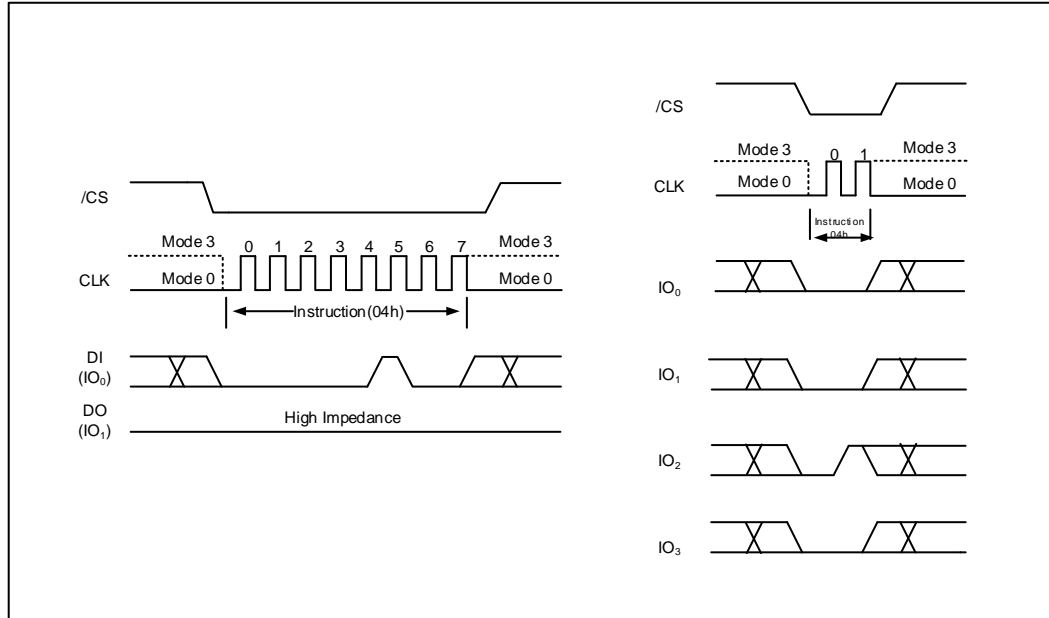 /CS
Mode 3
0 1 2 3 4 5 6 7
Mode 3
CLK
Mode 0
Mode 0
Instruction(04h)
DI
(IO₀)
DO
(IO₁)
High Impedance
/CS
Mode 3
0 1
Mode 3
CLK
Mode 0
Mode 0
Instruction
04h
IO₀
IO₁
IO₂
IO₃